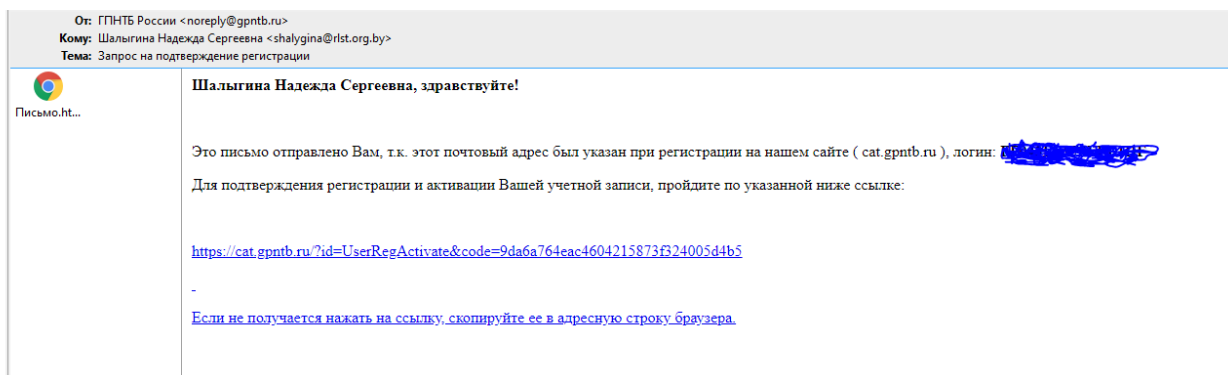 От: ГПНТБ России <noreply@gpntb.ru>
Кому: Шалыгина Надежда Сергеевна <shalygina@rlst.org.by>
Тема: Запрос на подтверждение регистрации
Письмо.ht...
Шалыгина Надежда Сергеевна, здравствуйте!
Это письмо отправлено Вам, т.к. этот почтовый адрес был указан при регистрации на нашем сайте ( cat.gpntb.ru ), логин:
Для подтверждения регистрации и активации Вашей учетной записи, пройдите по указанной ниже ссылке:
https://cat.gpntb.ru/?id=UserRegActivate&code=9da6a764eac4604215873f324005d4b5
Если не получается нажать на ссылку, скопируйте ее в адресную строку браузера.